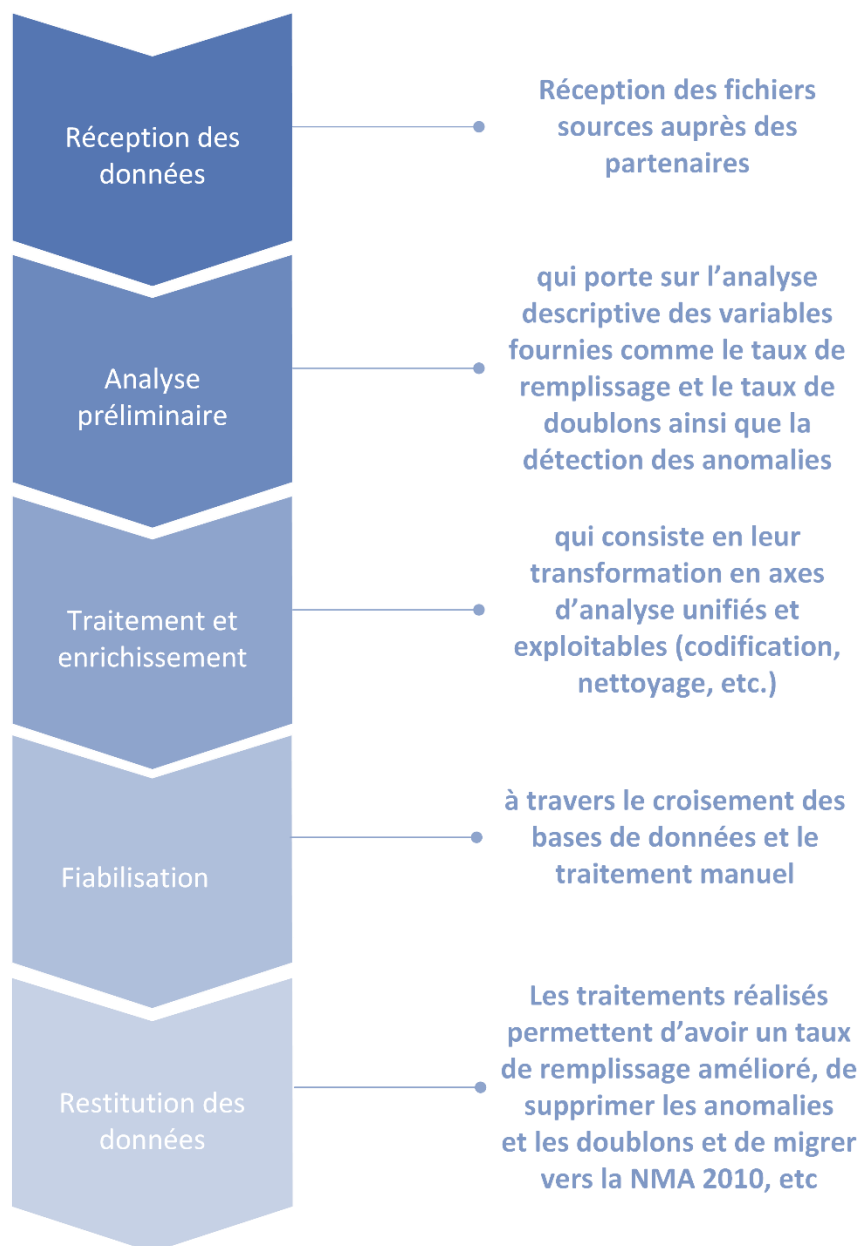 Réception des
données
Réception des fichiers
sources auprès des
partenaires
Analyse
préliminaire
qui porte sur l’analyse
descriptive des variables
fournies comme le taux de
remplissage et le taux de
doublons ainsi que la
détection des anomalies
Traitement et
enrichissement
qui consiste en leur
transformation en axes
d’analyse unifiés et
exploitables (codification,
nettoyage, etc.)
Fiabilisation
à travers le croisement des
bases de données et le
traitement manuel
Restitution des
données
Les traitements réalisés
permettent d’avoir un taux
de remplissage amélioré, de
supprimer les anomalies
et les doublons et de migrer
vers la NMA 2010, etc